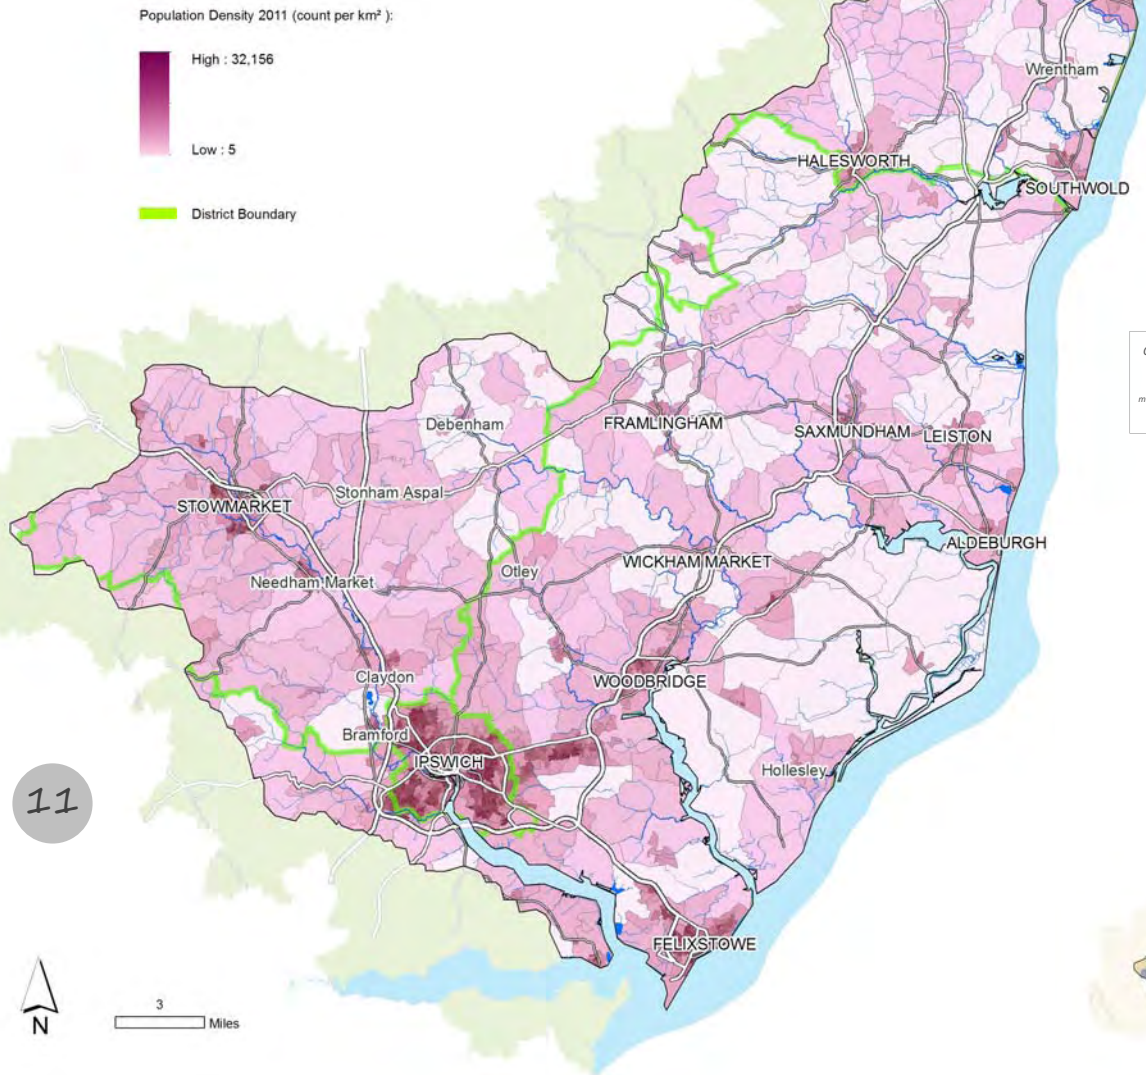 Population Density 2011 (count per km² ):
High : 32,156
Low : 5
District Boundary
Wrentham
HALESWORTH
SOUTHWOLD
Debenham
FRAMLINGHAM
SAXMUNDHAM
LEISTON
STOWMARKET
Stonham Aspal
ALDEBURGH
WICKHAM MARKET
Otley
Needham Market
Claydon
WOODBRIDGE
Bramford
IPSWICH
Hollesley
11
FELIXSTOWE
N
3
Miles